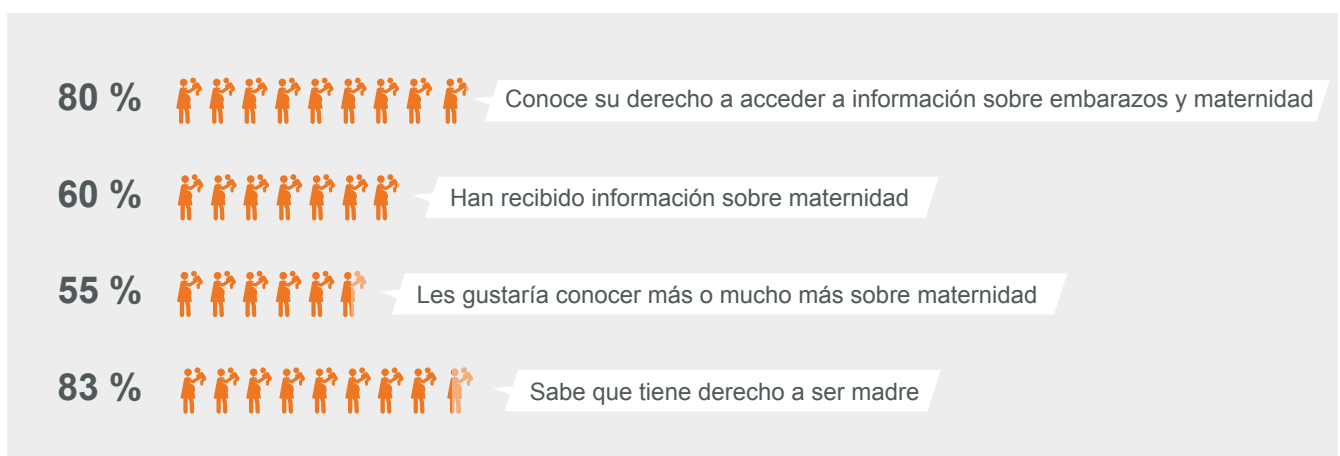 80 % Conoce su derecho a acceder a información sobre embarazos y maternidad
60 % Han recibido información sobre maternidad
55 % Les gustaría conocer más o mucho más sobre maternidad
83 % Sabe que tiene derecho a ser madre